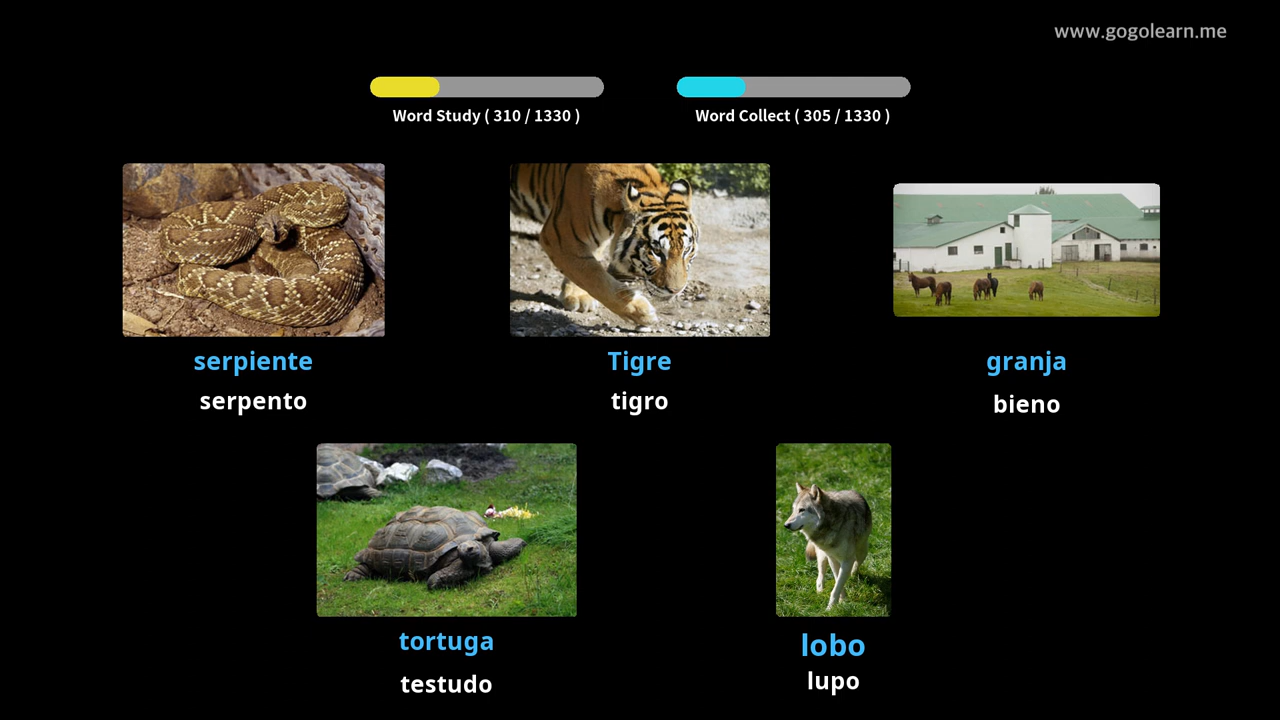 www.gogolearn.me
Word Study ( 310 / 1330 )
Word Collect ( 305 / 1330 )
serpiente
serpento
Tigre
tigro
granja
bieno
tortuga
testudo
lobo
lupo